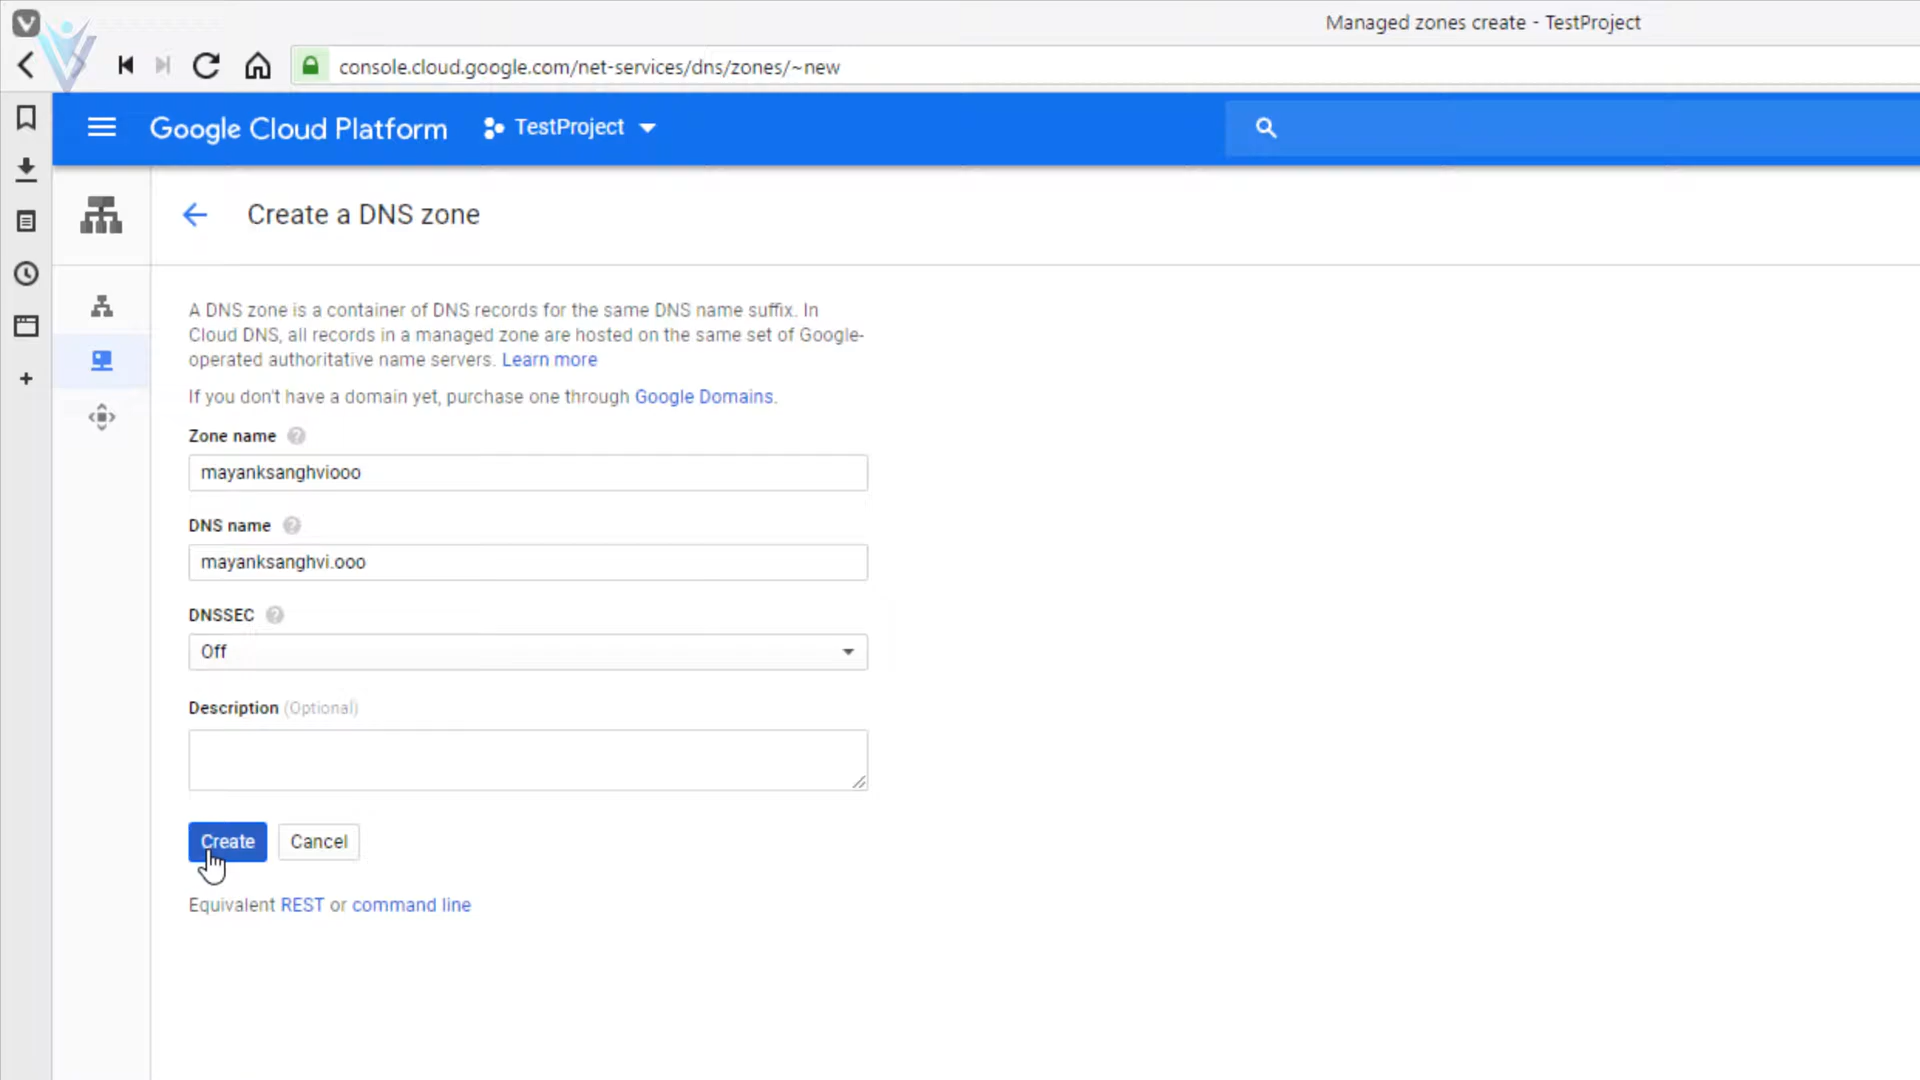 Managed zones create - TestProject
console.cloud.google.com/net-services/dns/zones/~new
Google Cloud Platform
TestProject
Create a DNS zone
A DNS zone is a container of DNS records for the same DNS name suffix. In
Cloud DNS, all records in a managed zone are hosted on the same set of Google-
operated authoritative name servers. Learn more
If you don't have a domain yet, purchase one through Google Domains.
Zone name
mayanksanghviooo
DNS name
mayanksanghvi.ooo
DNSSEC
Off
Description (Optional)
Create
Cancel
Equivalent REST or command line